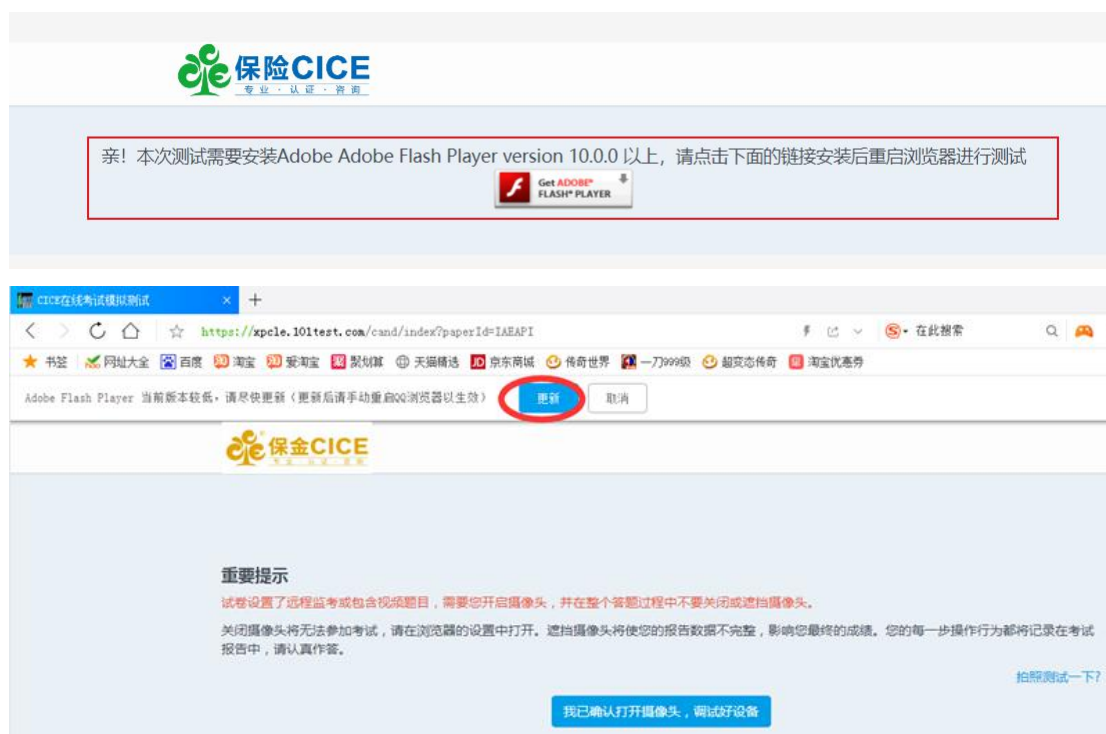 保险CICE
专业·认证·咨询
亲！本次测试需要安装Adobe Adobe Flash Player version 10.0.0 以上，请点击下面的链接安装后重启浏览器进行测试
Get ADOBE®
FLASH® PLAYER
CICE在线考试模拟测试
https://xpcle.101test.com/cand/index?paperId=IAEAPI
在此搜索
书签 网址大全 百度 淘宝 爱淘宝 聚划算 天猫精选 京东商城 传奇世界 一刀999级 超变态传奇 淘宝优惠券
Adobe Flash Player 当前版本较低，请尽快更新（更新后请手动重启QQ浏览器以生效） 更新 取消
保金CICE
重要提示
试卷设置了远程监考或包含视频题目，需要您开启摄像头，并在整个答题过程中不要关闭或遮挡摄像头。
关闭摄像头将无法参加考试，请在浏览器的设置中打开。遮挡摄像头将使您的报告数据不完整，影响您最终的成绩。您的每一步操作行为都将记录在考试
报告中，请认真作答。
拍照测试一下?
我已确认打开摄像头，调试好设备